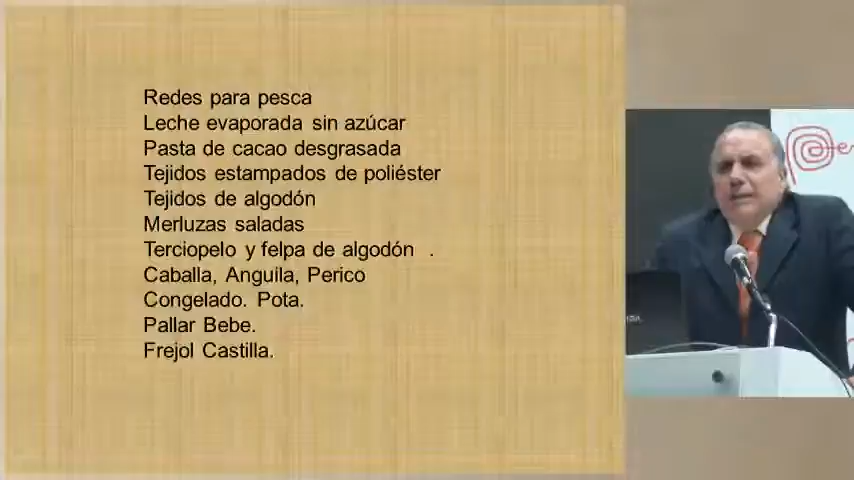 Redes para pesca
Leche evaporada sin azúcar
Pasta de cacao desgrasada
Tejidos estampados de poliéster
Tejidos de algodón
Merluzas saladas
Terciopelo y felpa de algodón .
Caballa, Anguila, Perico
Congelado. Pota.
Pallar Bebe.
Frejol Castilla.